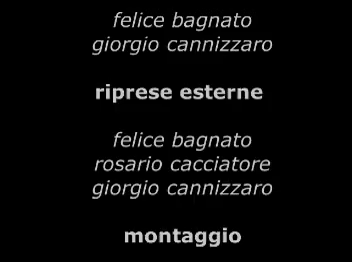 felice bagnato
giorgio cannizzaro
riprese esterne
felice bagnato
rosario cacciatore
giorgio cannizzaro
montaggio